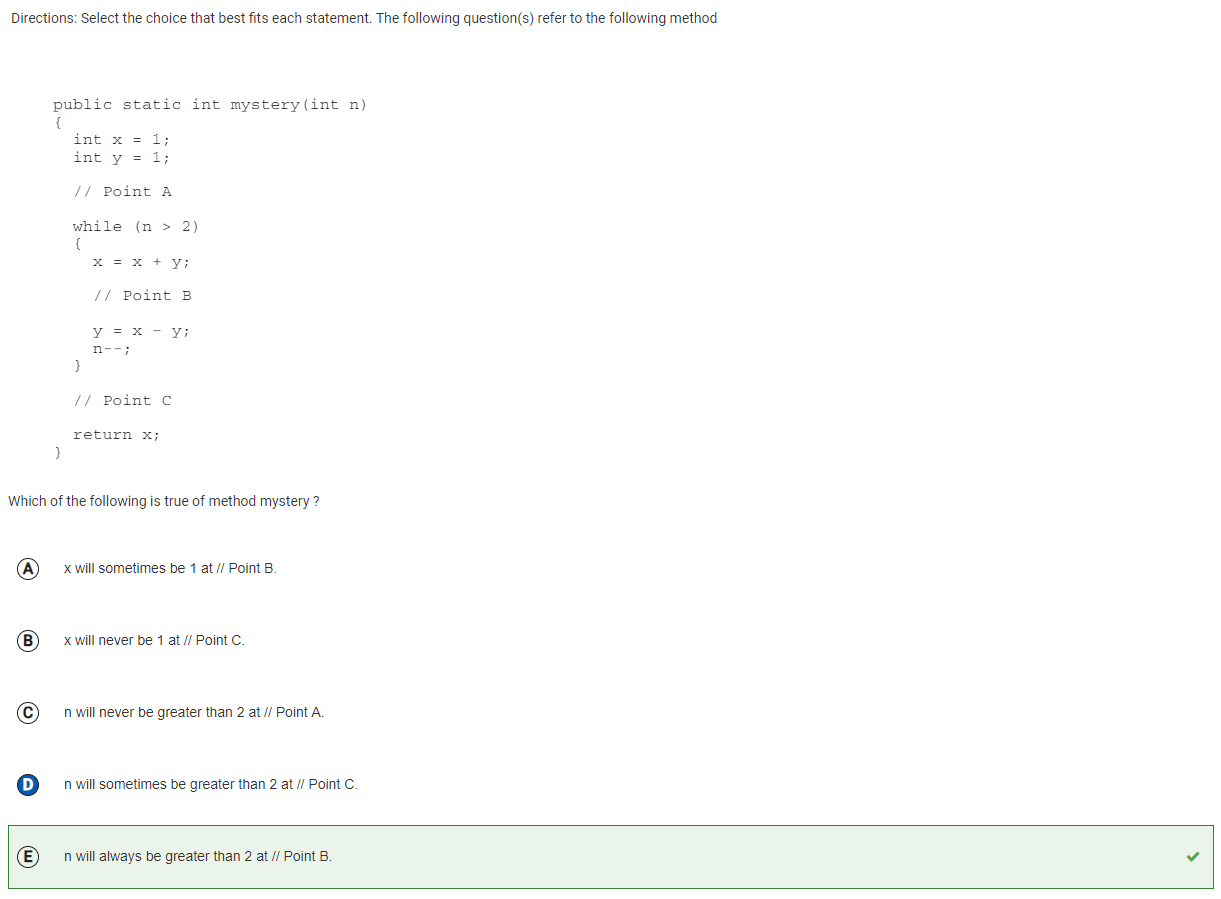 Directions: Select the choice that best fits each statement. The following question(s) refer to the following method
public static int mystery(int n)
{
int x = 1;
int y = 1;
// Point A
while (n > 2)
{
x = x + y;
// Point B
y = x - y;
n--;
}
// Point C
return x;
}
Which of the following is true of method mystery ?
A x will sometimes be 1 at // Point B.
B x will never be 1 at // Point C.
C n will never be greater than 2 at // Point A.
D n will sometimes be greater than 2 at // Point C.
E n will always be greater than 2 at // Point B.